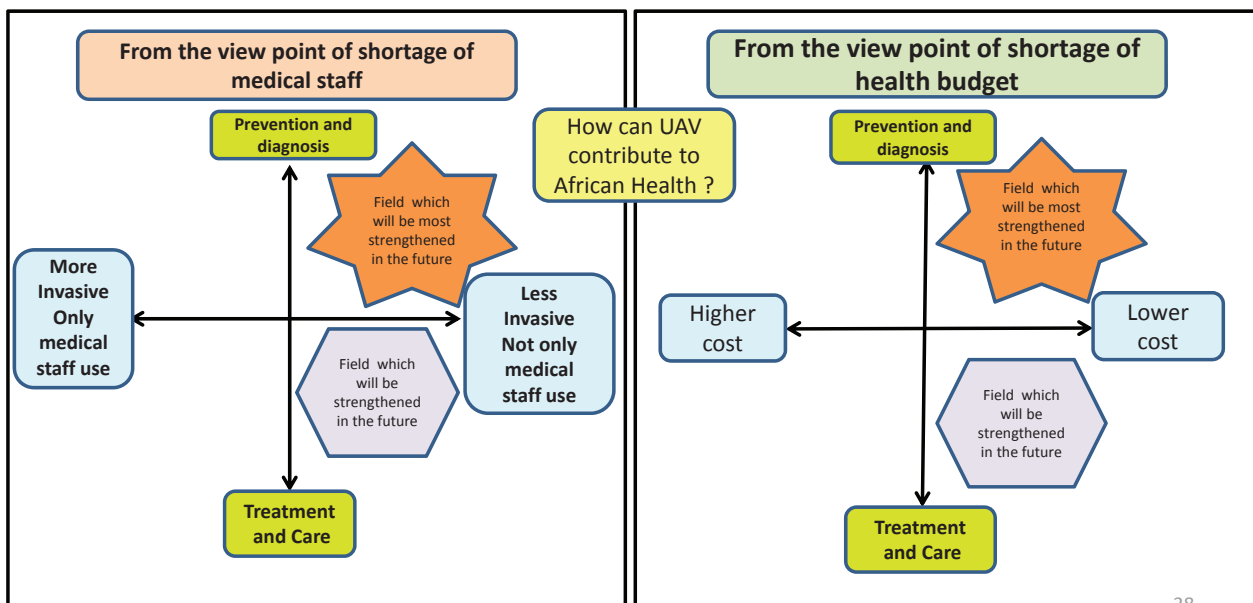 From the view point of shortage of
medical staff
Prevention and
diagnosis
Field which
will be most
strengthened
in the future
More
Invasive
Only
medical
staff use
Less
Invasive
Not only
medical
staff use
Field which
will be
strengthened
in the future
Treatment
and Care
How can UAV
contribute to
African Health ?
From the view point of shortage of
health budget
Prevention and
diagnosis
Field which
will be most
strengthened
in the future
Higher
cost
Lower
cost
Field which
will be
strengthened
in the future
Treatment
and Care